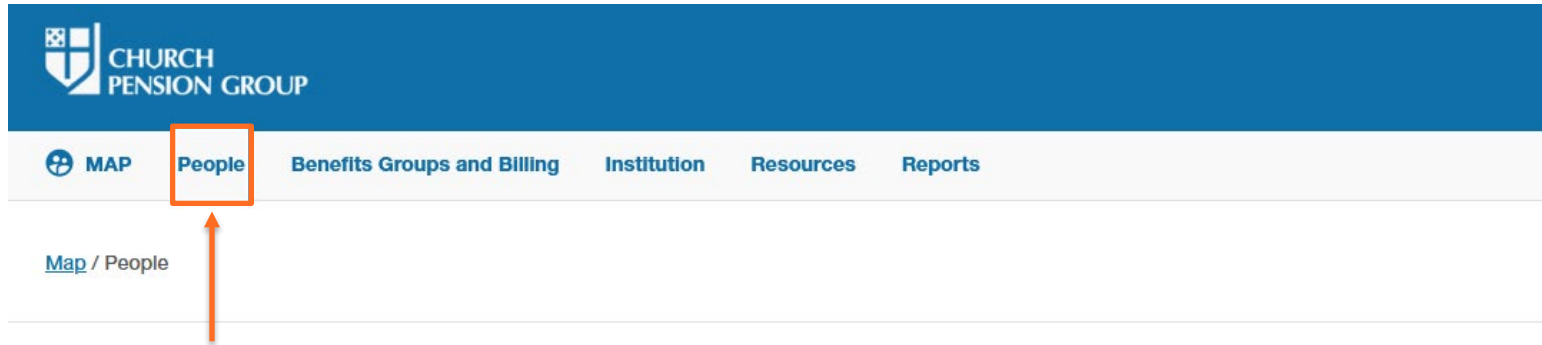 CHURCH
PENSION GROUP
MAP People Benefits Groups and Billing Institution Resources Reports
Map / People